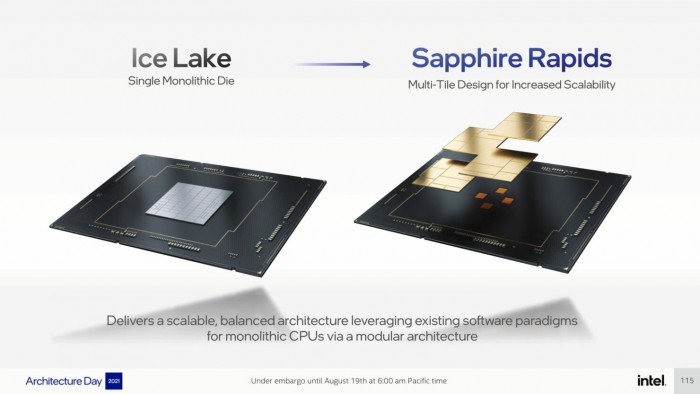 Ice Lake
Single Monolithic Die
Sapphire Rapids
Multi-Tile Design for Increased Scalability
Delivers a scalable, balanced architecture leveraging existing software paradigms
for monolithic CPUs via a modular architecture
Architecture Day 2021
Under embargo until August 19th at 6:00 am Pacific time
intel.
115